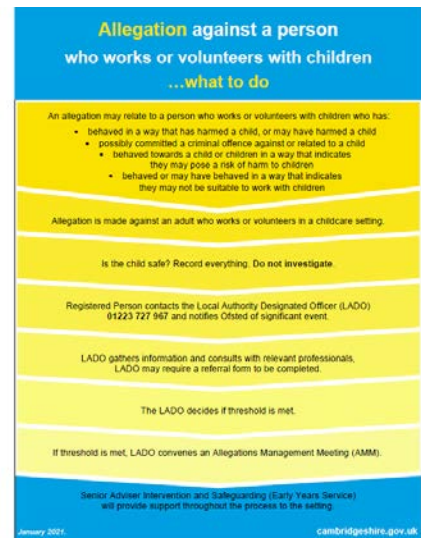 Allegation against a person
who works or volunteers with children
...what to do
An allegation may relate to a person who works or volunteers with children who has:
• behaved in a way that has harmed a child, or may have harmed a child
• possibly committed a criminal offence against or related to a child
• behaved towards a child or children in a way that indicates
they may pose a risk of harm to children
• behaved or may have behaved in a way that indicates
they may not be suitable to work with children
Allegation is made against an adult who works or volunteers in a childcare setting.
Is the child safe? Record everything. Do not investigate.
Registered Person contacts the Local Authority Designated Officer (LADO)
01223 727 967 and notifies Ofsted of significant event.
LADO gathers information and consults with relevant professionals,
LADO may require a referral form to be completed.
The LADO decides if threshold is met.
If threshold is met, LADO convenes an Allegations Management Meeting (AMM).
Senior Adviser Intervention and Safeguarding (Early Years Service)
will provide support throughout the process to the setting.
January 2021.
cambridgeshire.gov.uk